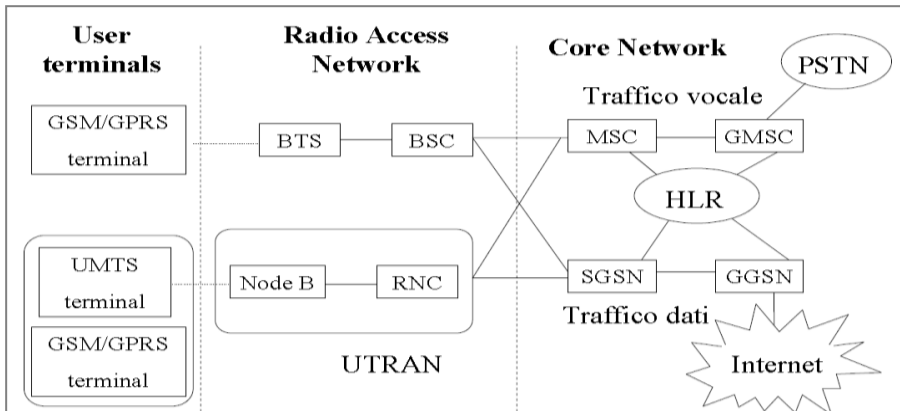 User
terminals
Radio Access
Network
Core Network
PSTN
Traffico vocale
GSM/GPRS
terminal
BTS
BSC
MSC
GMSC
HLR
UMTS
terminal
Node B
RNC
SGSN
GGSN
Traffico dati
GSM/GPRS
terminal
UTRAN
Internet